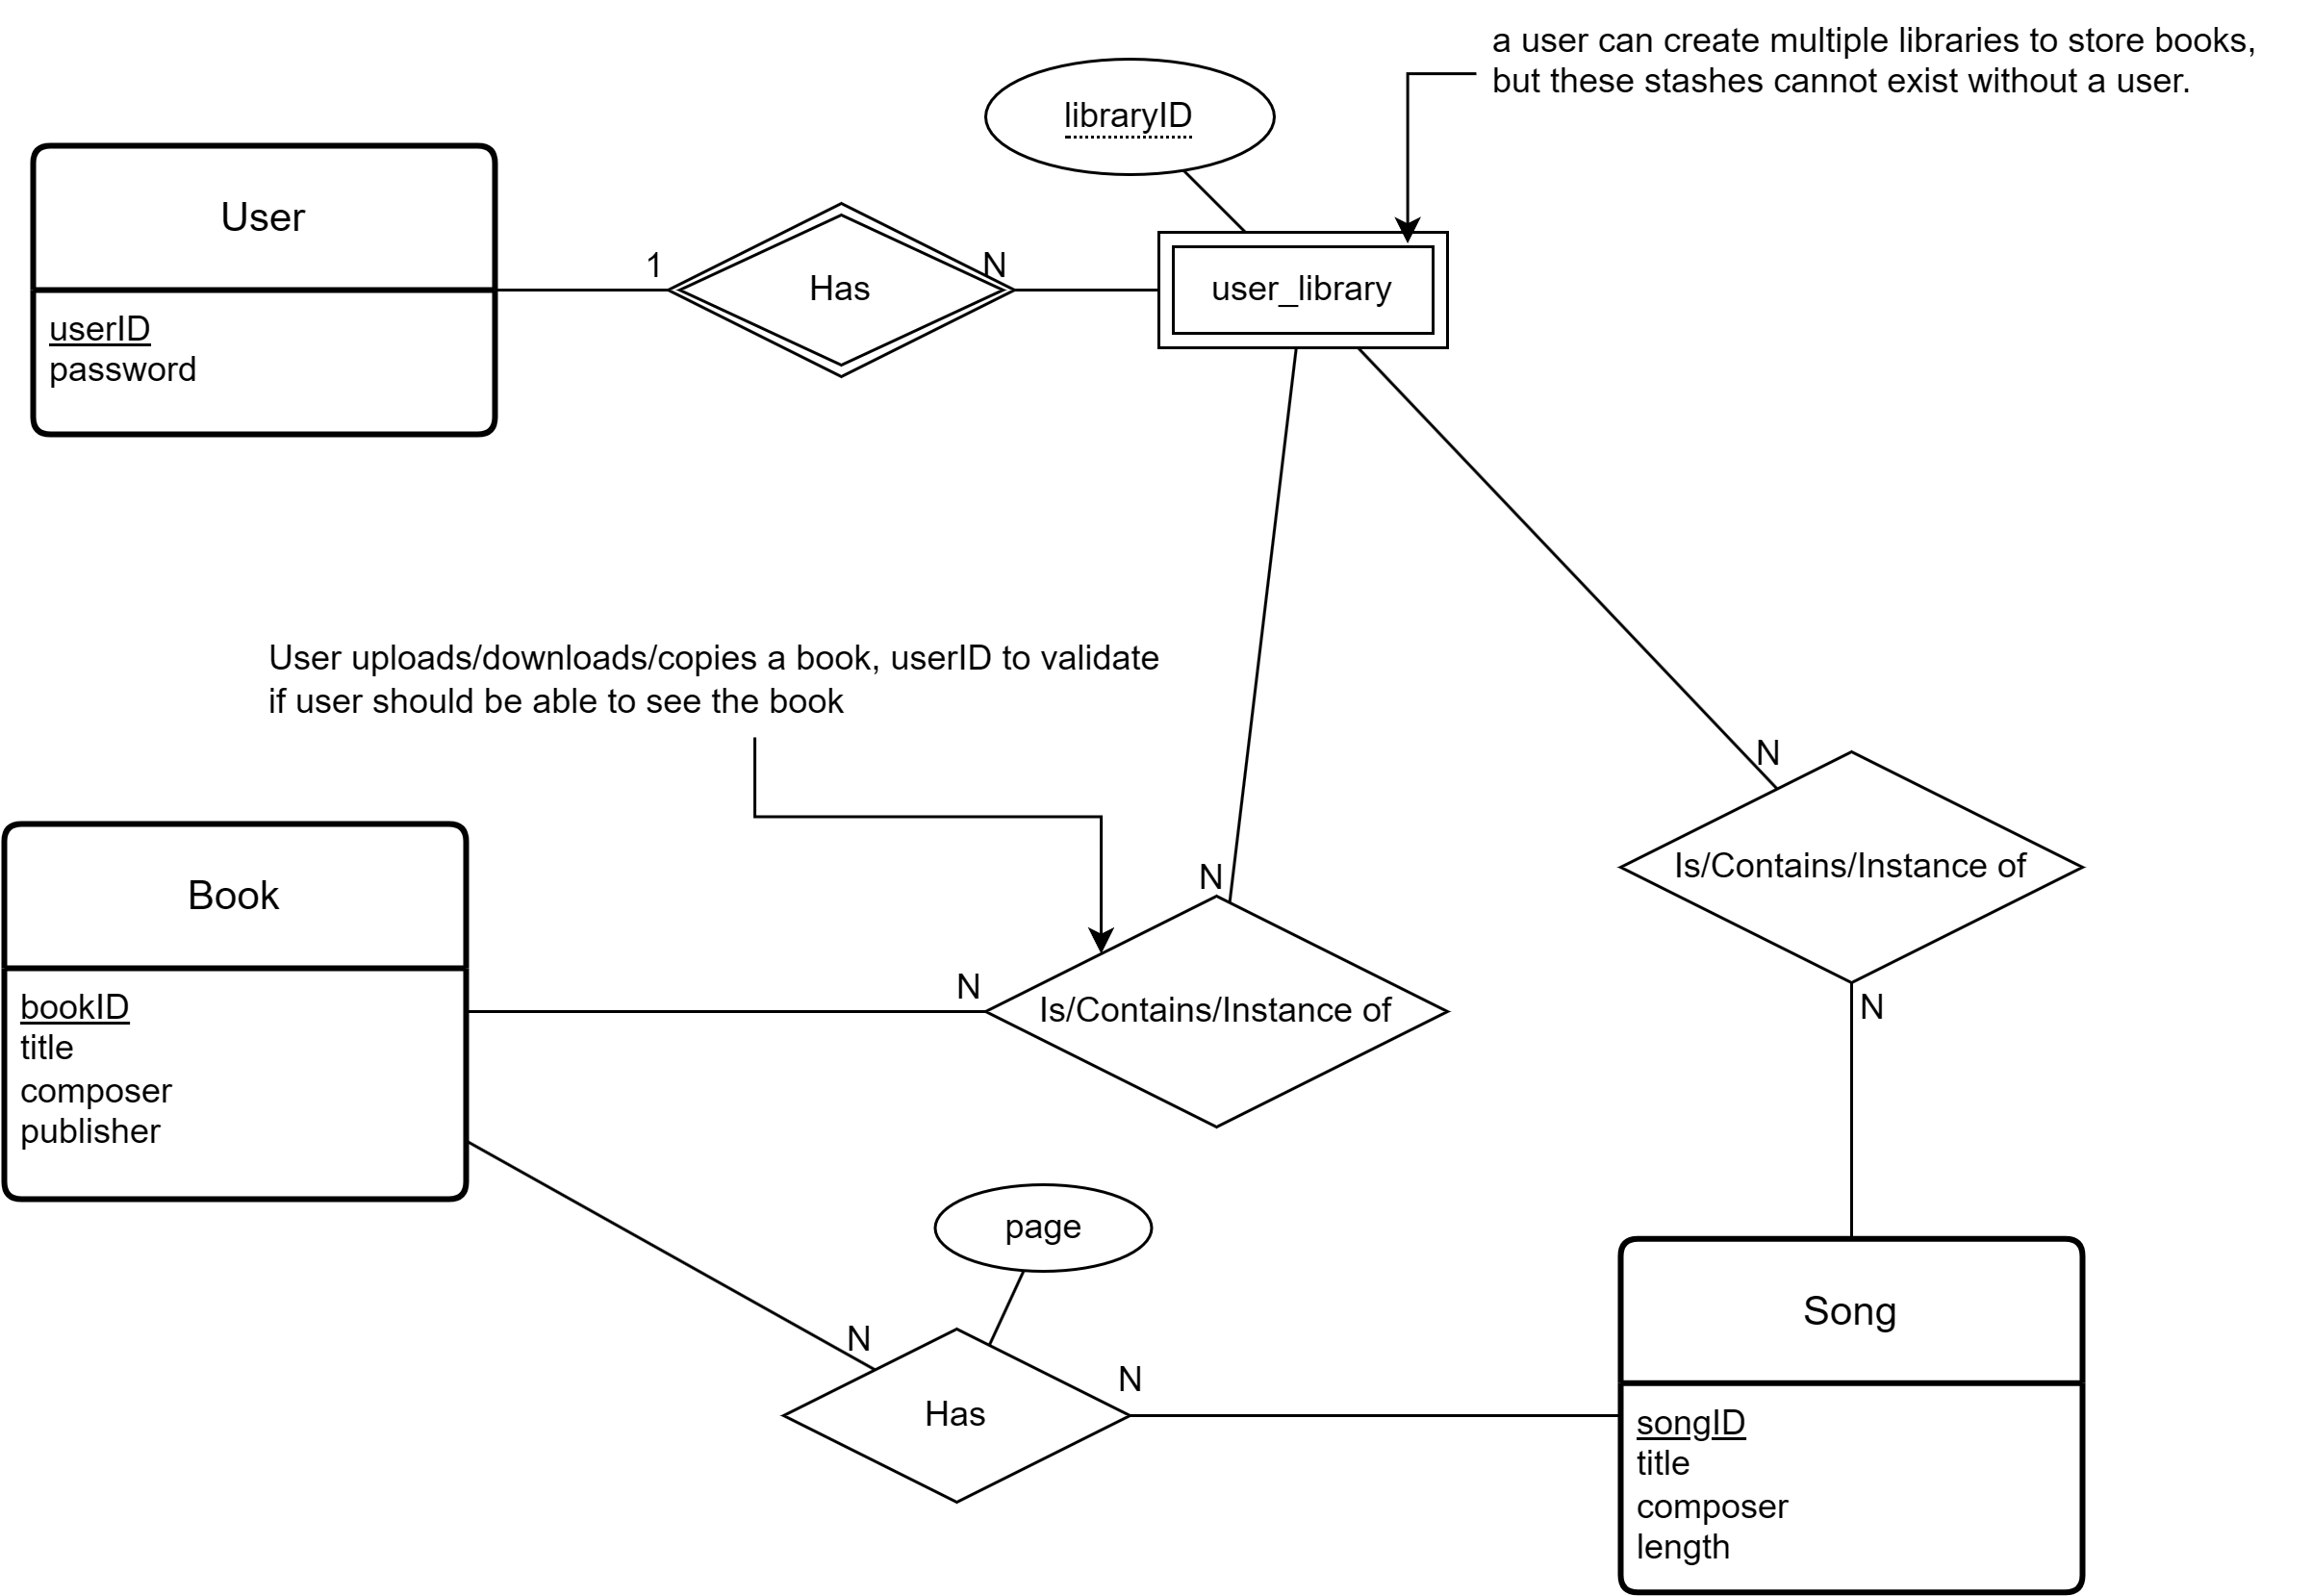 a user can create multiple libraries to store books,
but these stashes cannot exist without a user.
libraryID
User
1
Has
N
user_library
userID
password
User uploads/downloads/copies a book, userID to validate
if user should be able to see the book
N
Is/Contains/Instance of
N
Book
N
N
Is/Contains/Instance of
bookID
title
composer
publisher
page
N
Has
N
Song
songID
title
composer
length